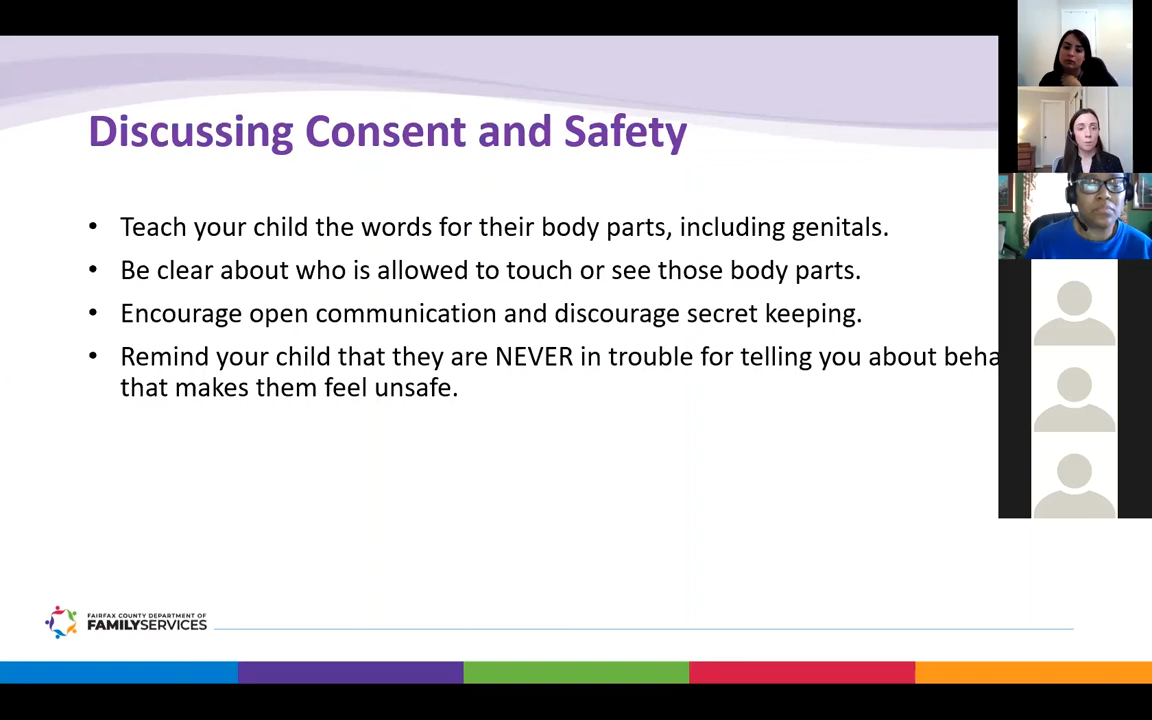 Discussing Consent and Safety
• Teach your child the words for their body parts, including genitals.
• Be clear about who is allowed to touch or see those body parts.
• Encourage open communication and discourage secret keeping.
• Remind your child that they are NEVER in trouble for telling you about beha
that makes them feel unsafe.
FAIRFAX COUNTY DEPARTMENT OF
FAMILYSERVICES